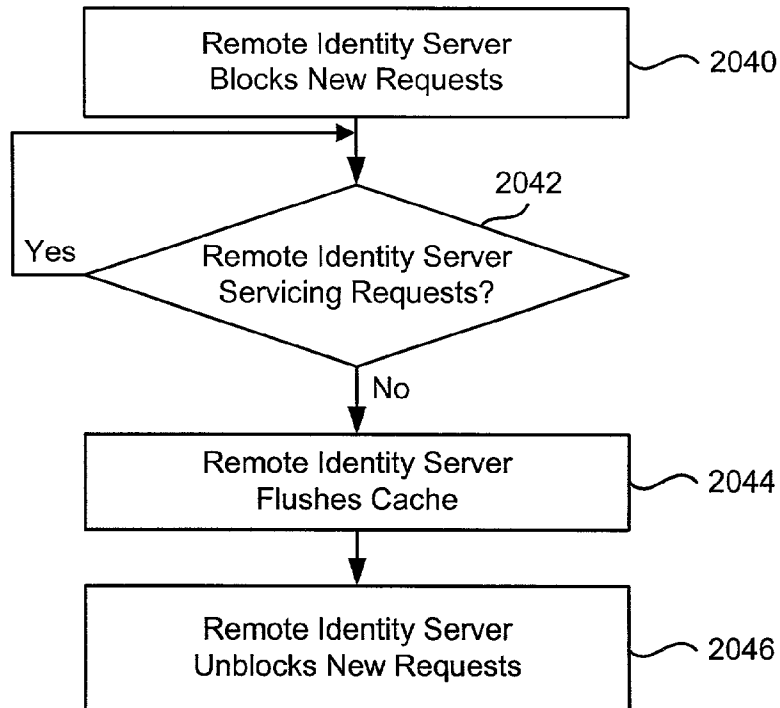 Remote Identity Server
Blocks New Requests
2040
2042
Yes
Remote Identity Server
Servicing Requests?
No
Remote Identity Server
Flushes Cache
2044
Remote Identity Server
Unblocks New Requests
2046